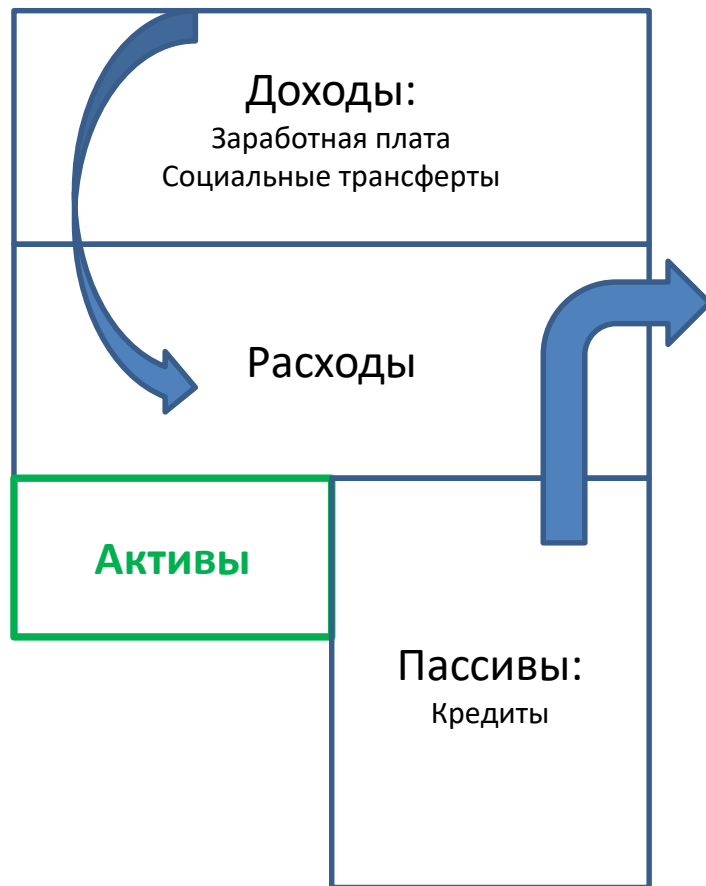 Доходы:
Заработная плата
Социальные трансферты
Расходы
Активы
Пассивы:
Кредиты